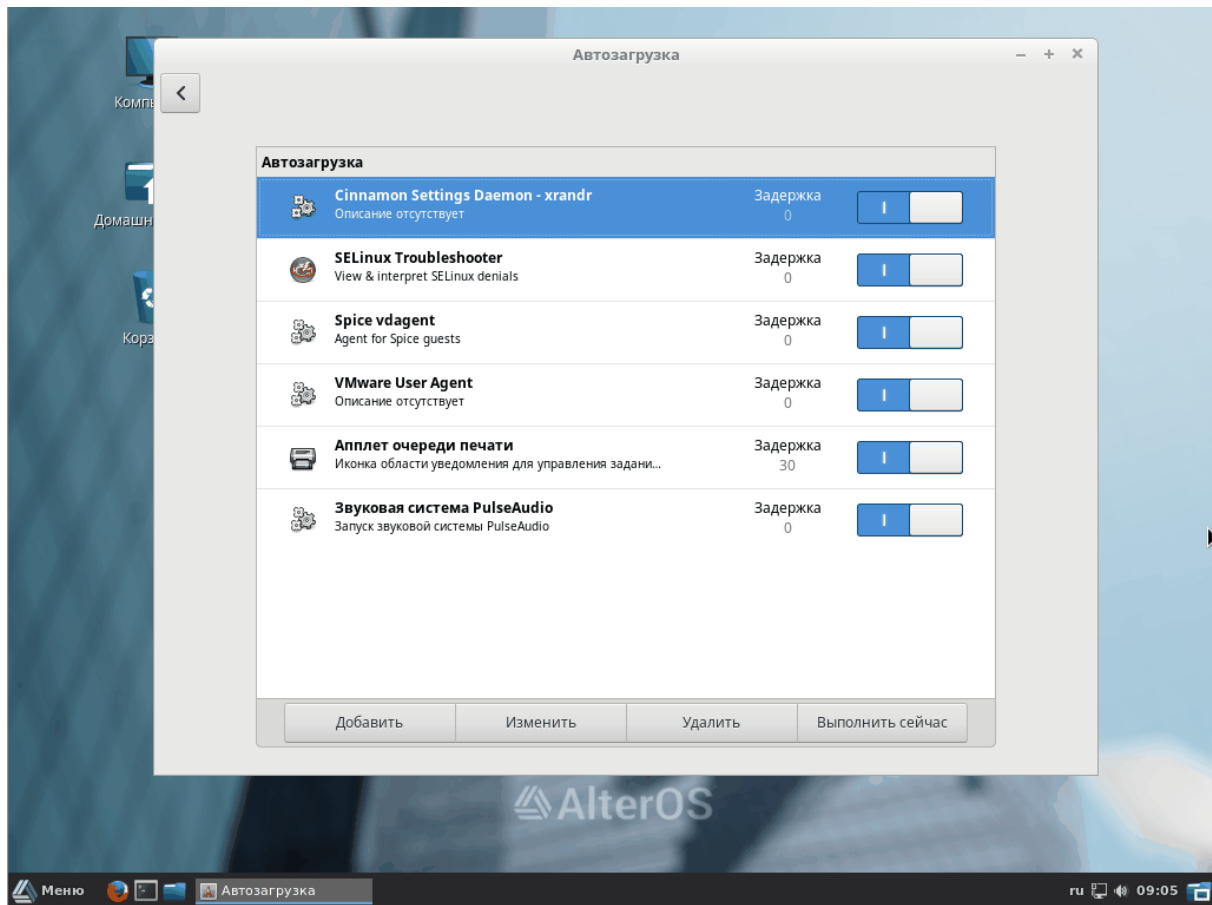 Автозагрузка
Автозагрузка
Cinnamon Settings Daemon - xrandr
Описание отсутствует
Задержка
0
SELinux Troubleshooter
View & interpret SELinux denials
Задержка
0
Spice vdagent
Agent for Spice guests
Задержка
0
VMware User Agent
Описание отсутствует
Задержка
0
Апплет очереди печати
Иконка области уведомления для управления задани...
Задержка
30
Звуковая система PulseAudio
Запуск звуковой системы PulseAudio
Задержка
0
Добавить
Изменить
Удалить
Выполнить сейчас
AlterOS
Меню
Автозагрузка
ru
09:05